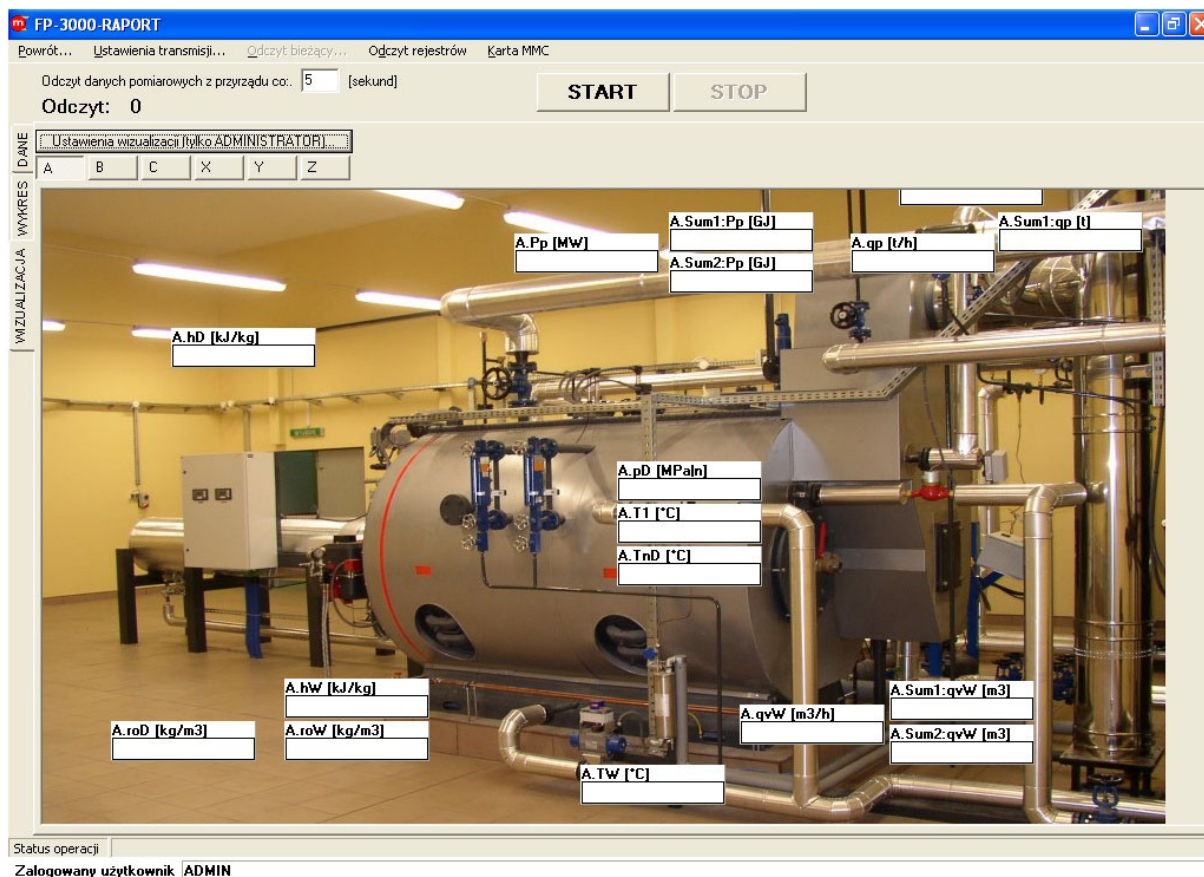 FP-3000-RAPORT
Powrót... Ustawienia transmisji... Odczyt bieżący... Odczyt rejestrów Karta MMC
Odczyt danych pomiarowych z przyrządu co:. 5 [sekund]
START STOP
Odczyt: 0
DANE
WYKRES
WIZUALIZACJA
Ustawienia wizualizacji (tylko ADMINISTRATOR)...
A B C X Y Z
A.Sum1:Pp [GJ]
A.Sum1:qp [t]
A.Pp [MW]
A.qp [t/h]
A.Sum2:Pp [GJ]
A.hD [kJ/kg]
A.pD [MPa|n]
A.T1 [°C]
A.TnD [°C]
A.hW [kJ/kg]
A.Sum1:qvW [m3]
A.qvW [m3/h]
A.roD [kg/m3]
A.roW [kg/m3]
A.Sum2:qvW [m3]
A.TW [°C]
Status operacji
Zalogowany użytkownik ADMIN